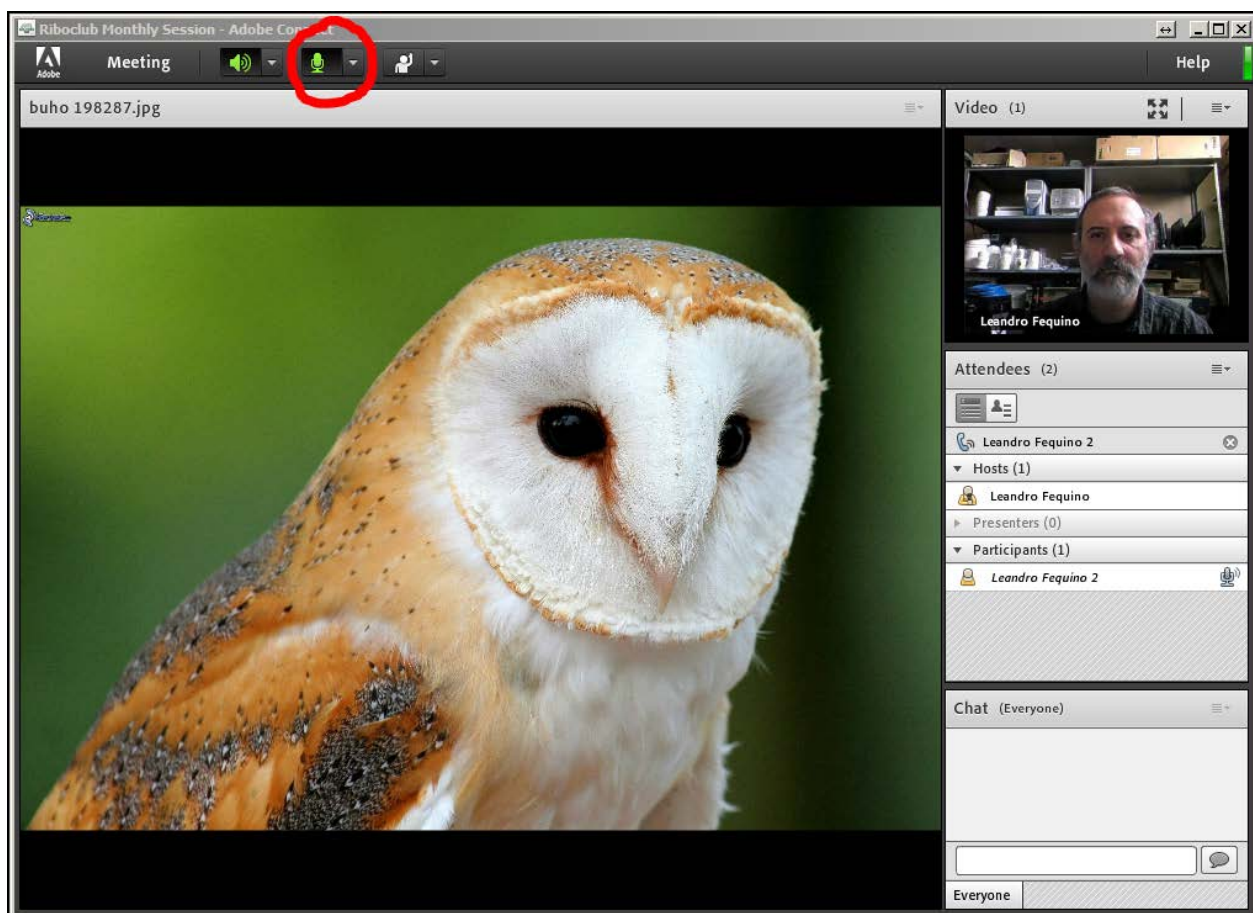 Riboclub Monthly Session - Adobe Connect
Adobe
Meeting
Help
buho 198287.jpg
Video (1)
Leandro Fequino
Attendees (2)
Leandro Fequino 2
Hosts (1)
Leandro Fequino
Presenters (0)
Participants (1)
Leandro Fequino 2
Chat (Everyone)
Everyone